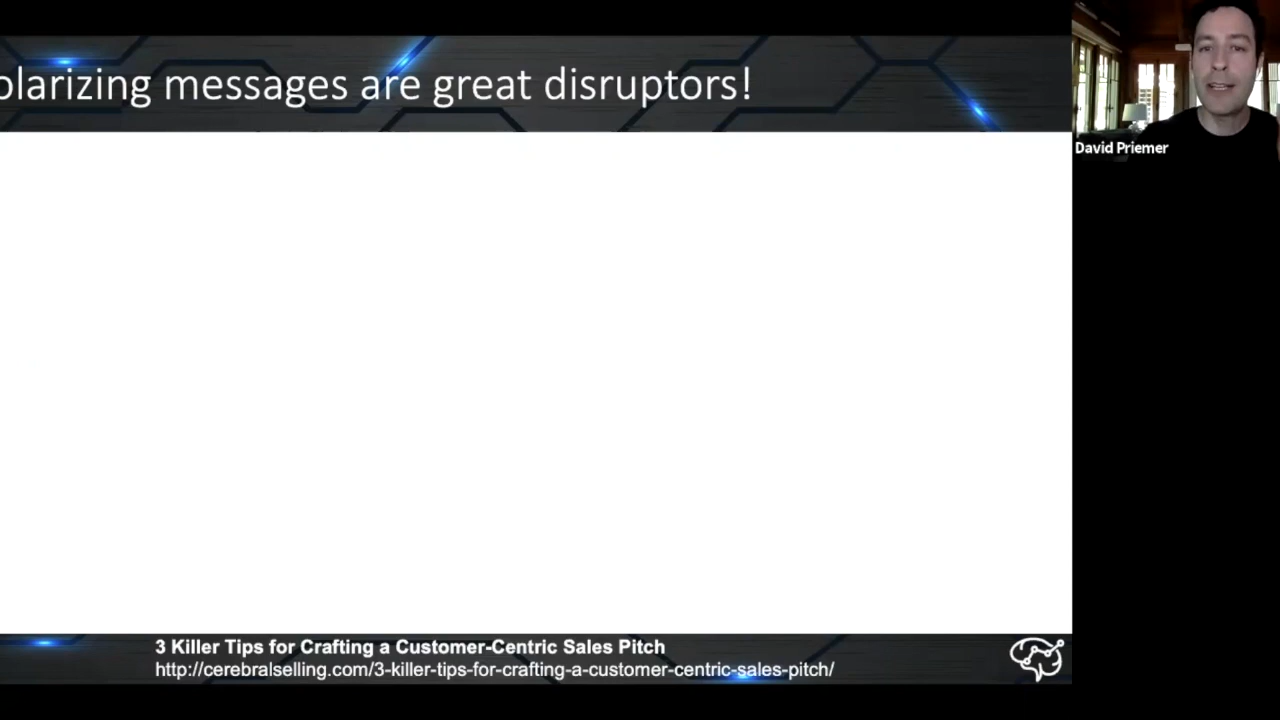 olarizing messages are great disruptors!
David Priemer
3 Killer Tips for Crafting a Customer-Centric Sales Pitch
http://cerebralselling.com/3-killer-tips-for-crafting-a-customer-centric-sales-pitch/